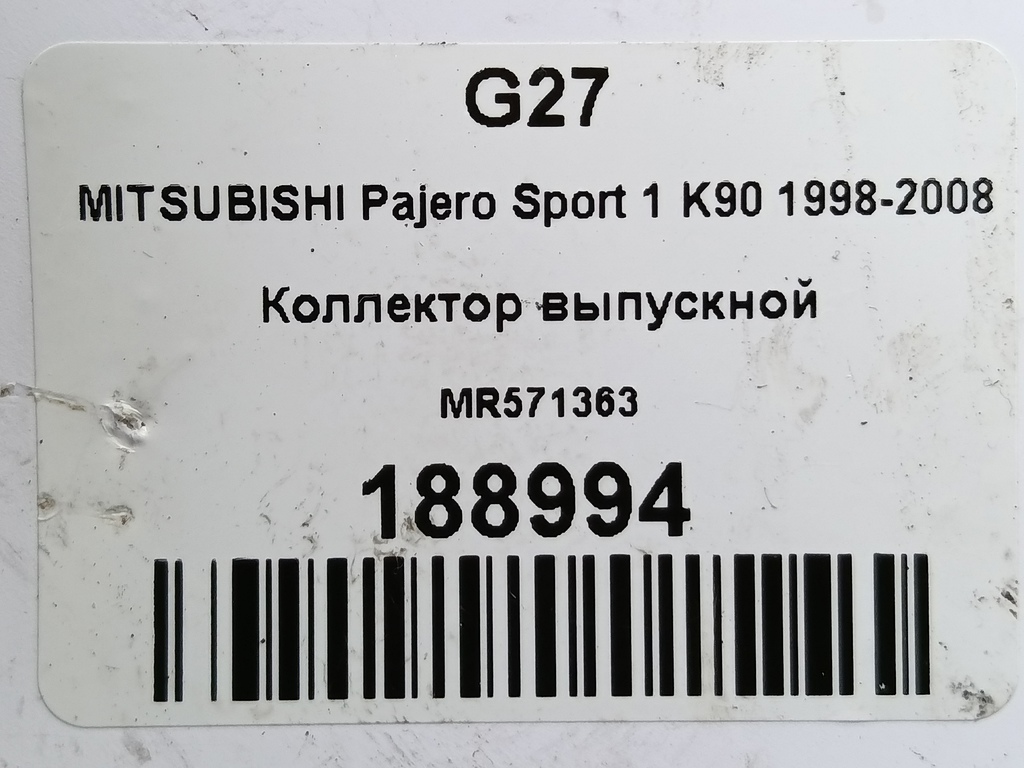 G27
MITSUBISHI Pajero Sport 1 K90 1998-2008
Коллектор выпускной
MR571363
188994